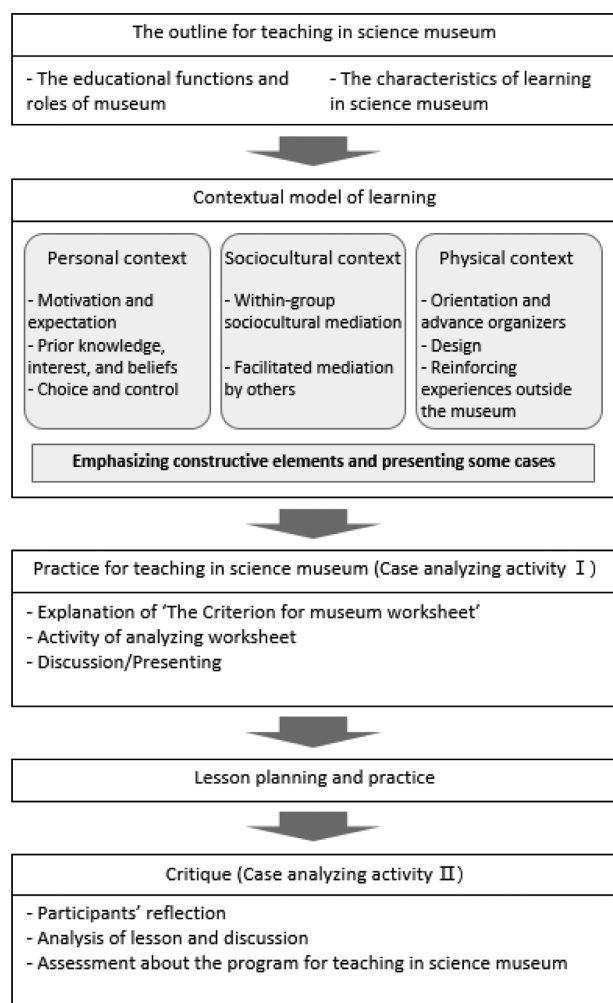 The outline for teaching in science museum
- The educational functions and
roles of museum
- The characteristics of learning
in science museum
Contextual model of learning
Personal context
- Motivation and
expectation
- Prior knowledge,
interest, and beliefs
- Choice and control
Sociocultural context
- Within-group
sociocultural mediation
- Facilitated mediation
by others
Physical context
- Orientation and
advance organizers
- Design
- Reinforcing
experiences outside
the museum
Emphasizing constructive elements and presenting some cases
Practice for teaching in science museum (Case analyzing activity Ⅰ)
- Explanation of ‘The Criterion for museum worksheet’
- Activity of analyzing worksheet
- Discussion/Presenting
Lesson planning and practice
Critique (Case analyzing activity Ⅱ)
- Participants’ reflection
- Analysis of lesson and discussion
- Assessment about the program for teaching in science museum